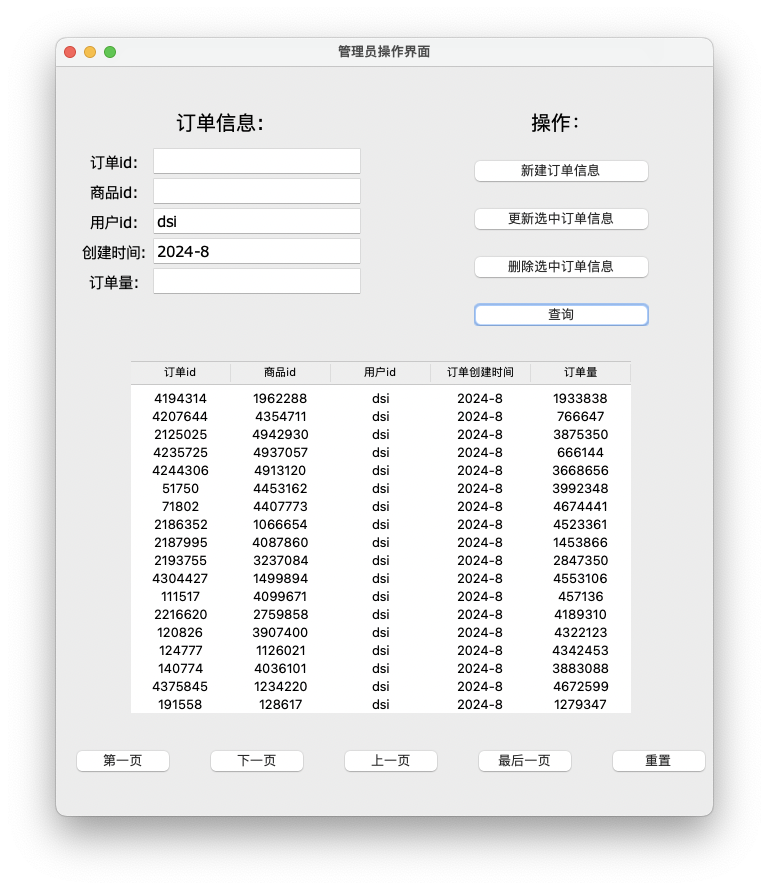 管理员操作界面
订单信息: 操作:
订单id:
商品id:
用户id: dsi
创建时间: 2024-8
订单量:
新建订单信息
更新选中订单信息
删除选中订单信息
查询
订单id 商品id 用户id 订单创建时间 订单量
4194314 1962288 dsi 2024-8 1933838
4207644 4354711 dsi 2024-8 766647
2125025 4942930 dsi 2024-8 3875350
4235725 4937057 dsi 2024-8 666144
4244306 4913120 dsi 2024-8 3668656
51750 4453162 dsi 2024-8 3992348
71802 4407773 dsi 2024-8 4674441
2186352 1066654 dsi 2024-8 4523361
2187995 4087860 dsi 2024-8 1453866
2193755 3237084 dsi 2024-8 2847350
4304427 1499894 dsi 2024-8 4553106
111517 4099671 dsi 2024-8 457136
2216620 2759858 dsi 2024-8 4189310
120826 3907400 dsi 2024-8 4322123
124777 1126021 dsi 2024-8 4342453
140774 4036101 dsi 2024-8 3883088
4375845 1234220 dsi 2024-8 4672599
191558 128617 dsi 2024-8 1279347
第一页 下一页 上一页 最后一页 重置